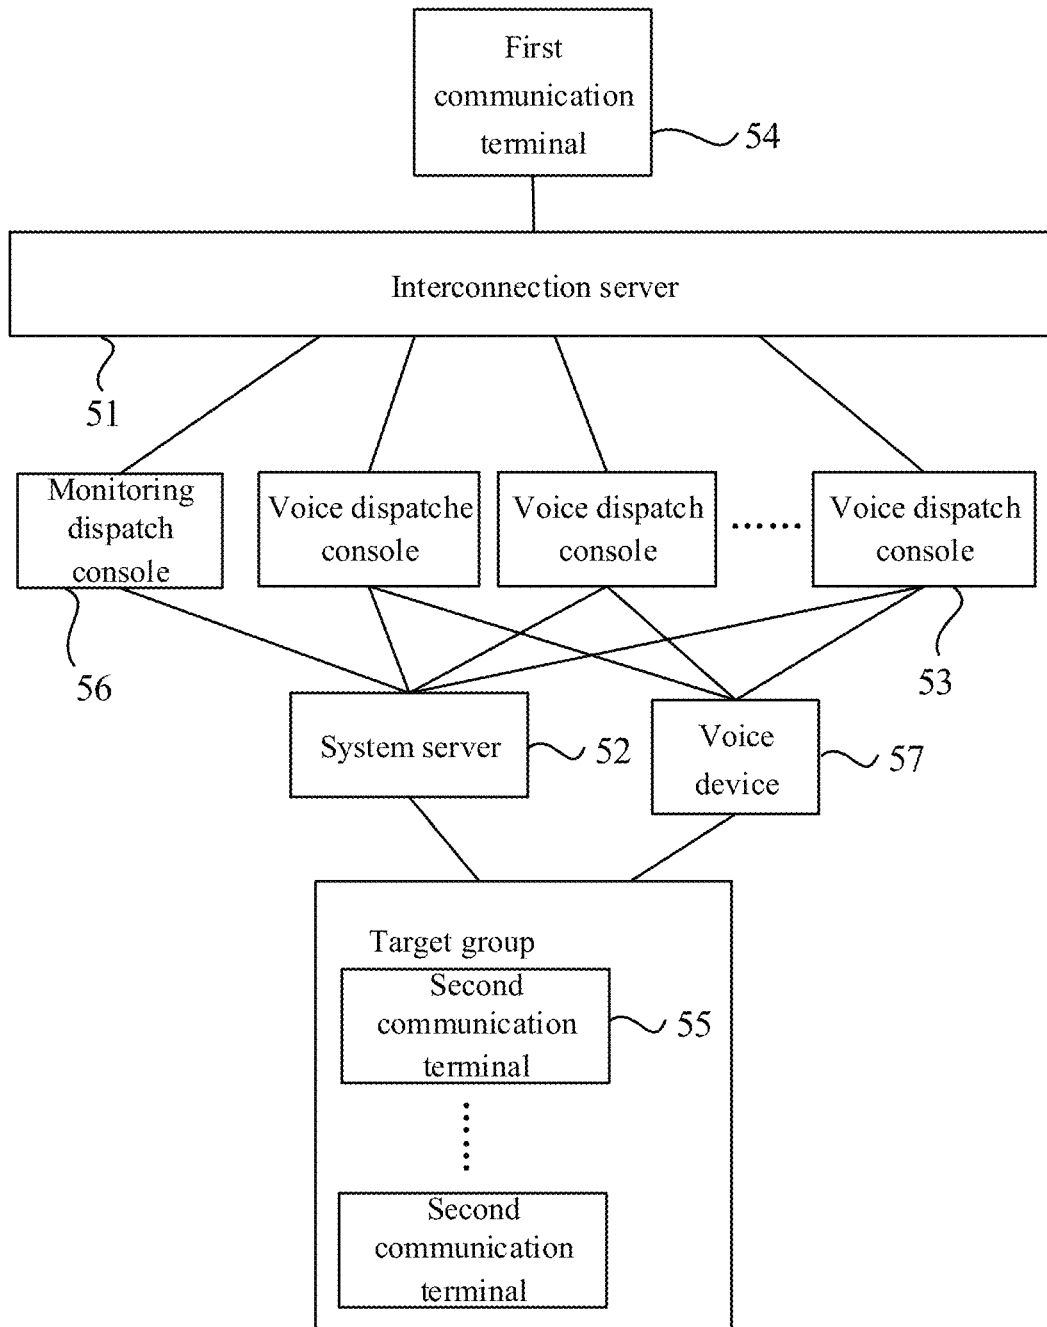 First
communication
terminal
54
Interconnection server
51
Monitoring
dispatch
console
Voice dispatche
console
Voice dispatch
console
......
Voice dispatch
console
56
53
System server
52
Voice
device
57
Target group
Second
communication
terminal
55
......
Second
communication
terminal